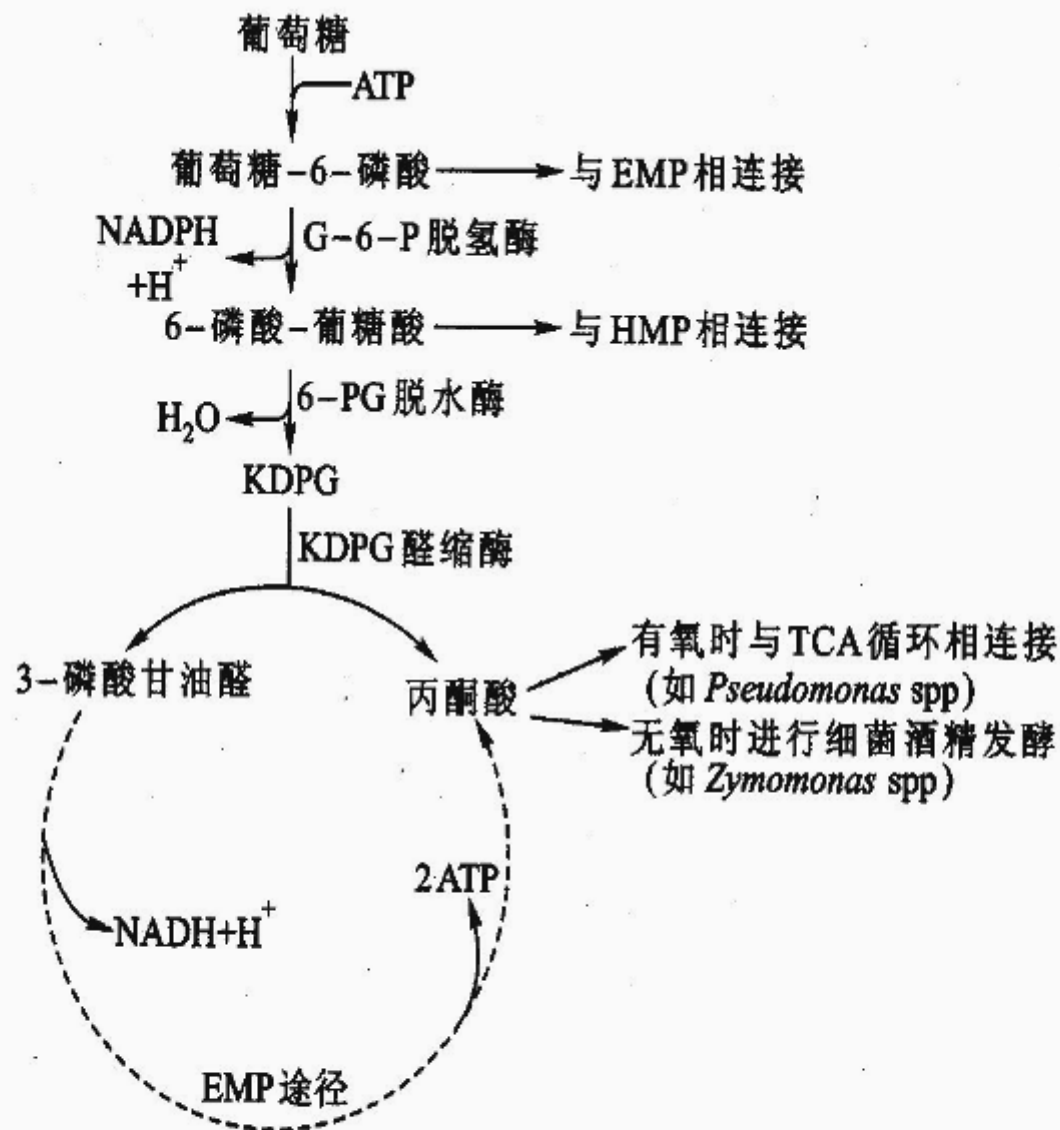 葡萄糖
ATP
葡萄糖-6-磷酸
与EMP相连接
NADPH
+H⁺
G-6-P脱氢酶
6-磷酸-葡糖酸
与HMP相连接
6-PG脱水酶
H₂O
KDPG
KDPG醛缩酶
3-磷酸甘油醛
丙酮酸
有氧时与TCA循环相连接
(如 Pseudomonas spp)
无氧时进行细菌酒精发酵
(如 Zymomonas spp)
2ATP
NADH+H⁺
EMP途径